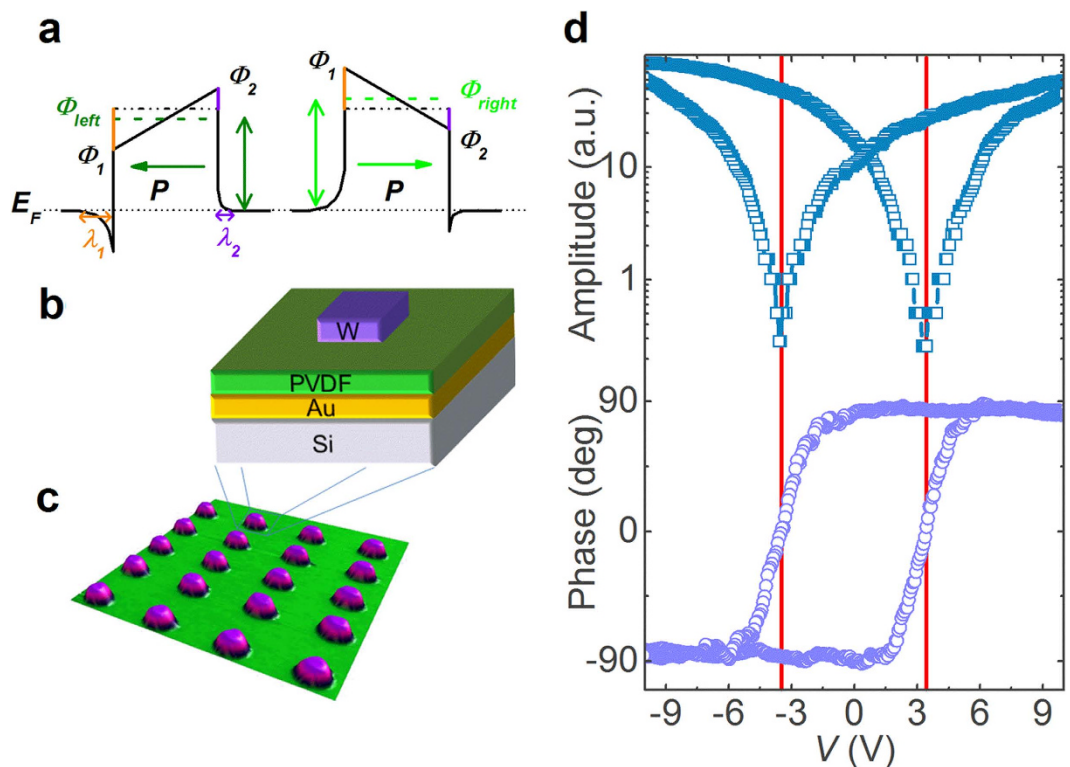 a
Φ1
Φ2
Φleft
Φ1
P
EF
λ1
λ2
Φ1
Φright
Φ2
P
b
W
PVDF
Au
Si
c
d
Amplitude (a.u.)
10
1
Phase (deg)
90
0
-90
-9 -6 -3 0 3 6 9
V (V)